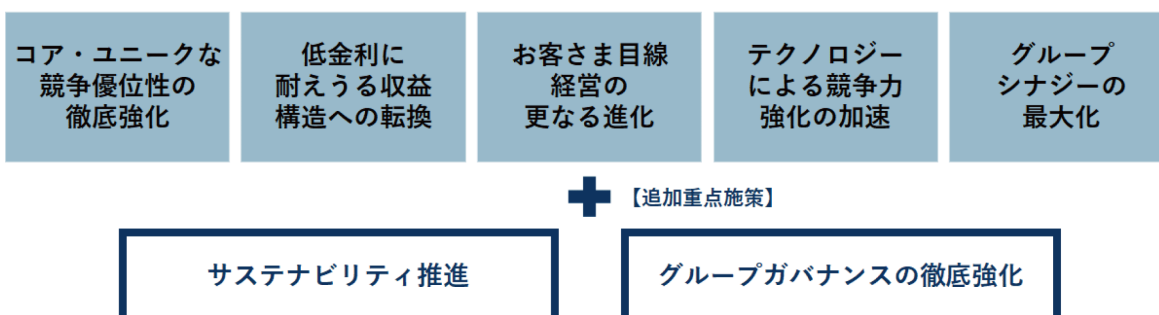 コア・ユニークな
競争優位性の
徹底強化
低金利に
耐えうる収益
構造への転換
お客さま目線
経営の
更なる進化
テクノロジー
による競争力
強化の加速
グループ
シナジーの
最大化
【追加重点施策】
サステナビリティ推進
グループガバナンスの徹底強化